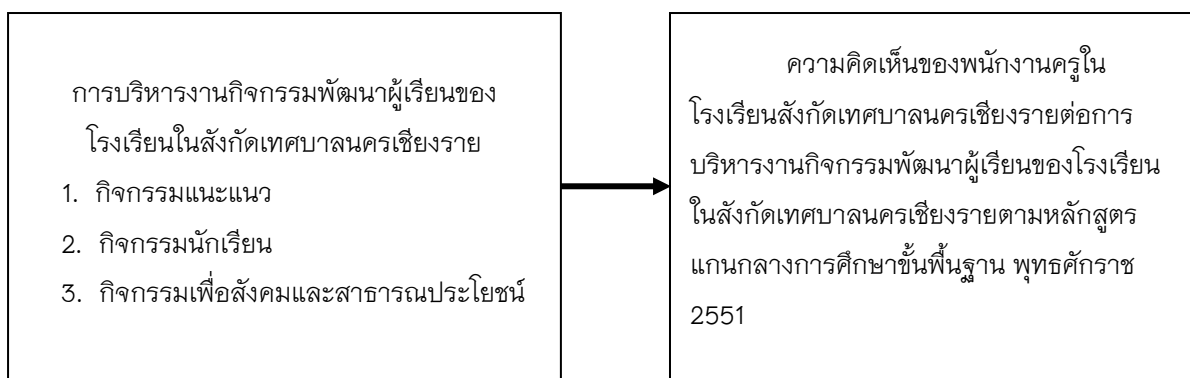 การบริหารงานกิจกรรมพัฒนาผู้เรียนของ
โรงเรียนในสังกัดเทศบาลนครเชียงราย
1. กิจกรรมแนะแนว
2. กิจกรรมนักเรียน
3. กิจกรรมเพื่อสังคมและสาธารณประโยชน์
ความคิดเห็นของพนักงานครูใน
โรงเรียนสังกัดเทศบาลนครเชียงรายต่อการ
บริหารงานกิจกรรมพัฒนาผู้เรียนของโรงเรียน
ในสังกัดเทศบาลนครเชียงรายตามหลักสูตร
แกนกลางการศึกษาขั้นพื้นฐาน พุทธศักราช
2551